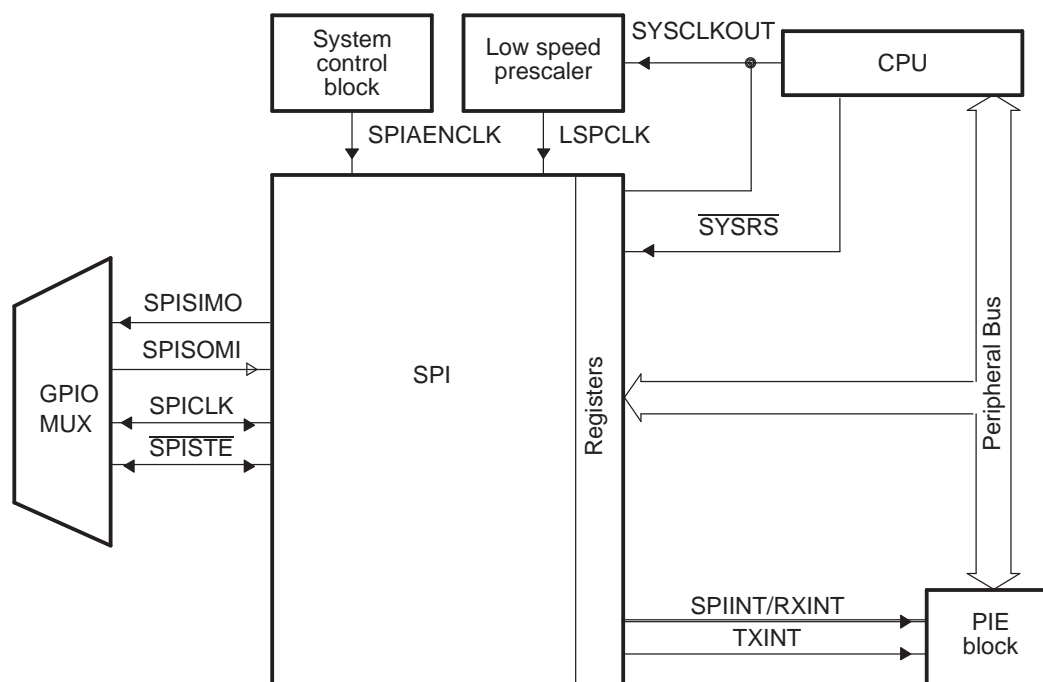 System
control
block
Low speed
prescaler
SYSCLKOUT
CPU
SPIAENCLK
LSPCLK
SYSRS
SPISIMO
SPISOMI
SPICLK
SPISTE
GPIO
MUX
SPI
Registers
Peripheral Bus
SPIINT/RXINT
TXINT
PIE
block